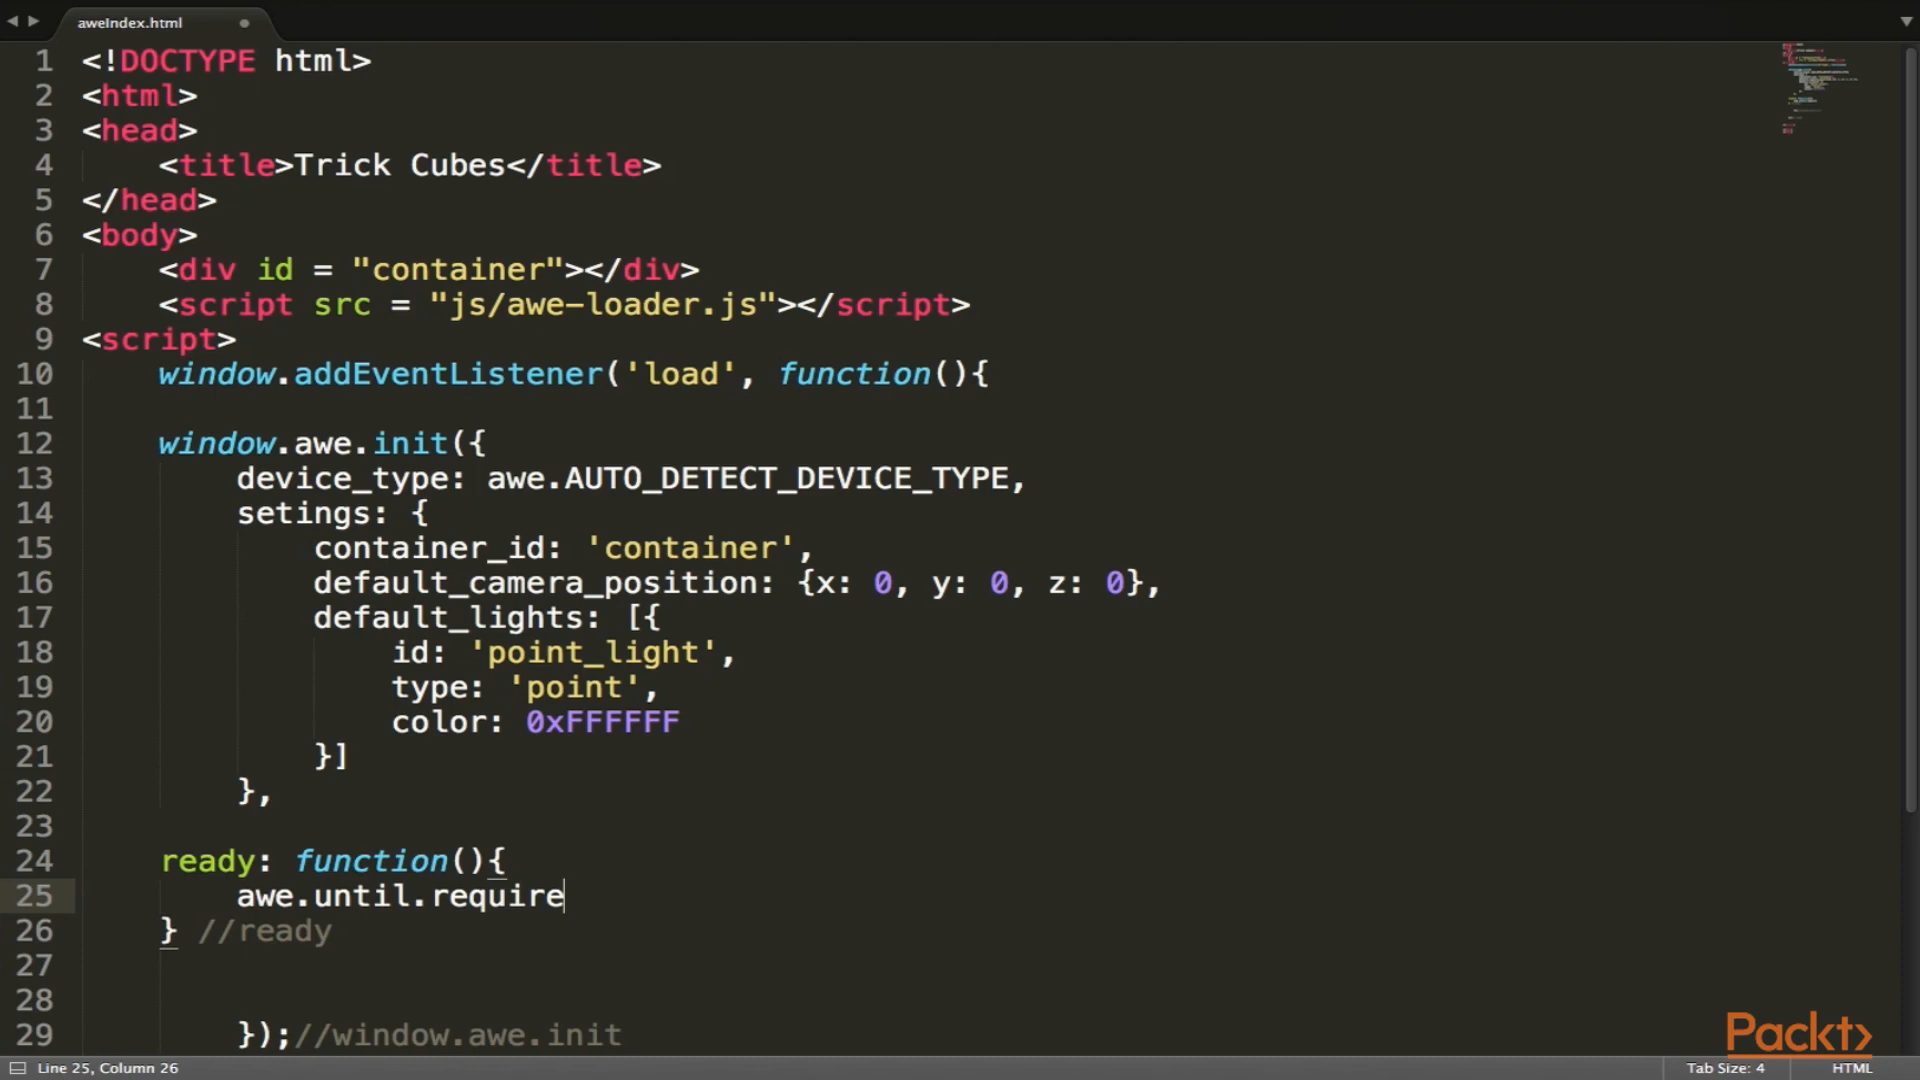 aweIndex.html
1 <!DOCTYPE html>
2 <html>
3 <head>
4 <title>Trick Cubes</title>
5 </head>
6 <body>
7 <div id = "container"></div>
8 <script src = "js/awe-loader.js"></script>
9 <script>
10 window.addEventListener('load', function(){
11
12 window.awe.init({
13 device_type: awe.AUTO_DETECT_DEVICE_TYPE,
14 setings: {
15 container_id: 'container',
16 default_camera_position: {x: 0, y: 0, z: 0},
17 default_lights: [{
18 id: 'point_light',
19 type: 'point',
20 color: 0xFFFFFF
21 }]
22 },
23
24 ready: function(){
25 awe.until.require
26 } //ready
27
28
29 });//window.awe.init
Packt>
Line 25, Column 26
Tab Size: 4
HTML